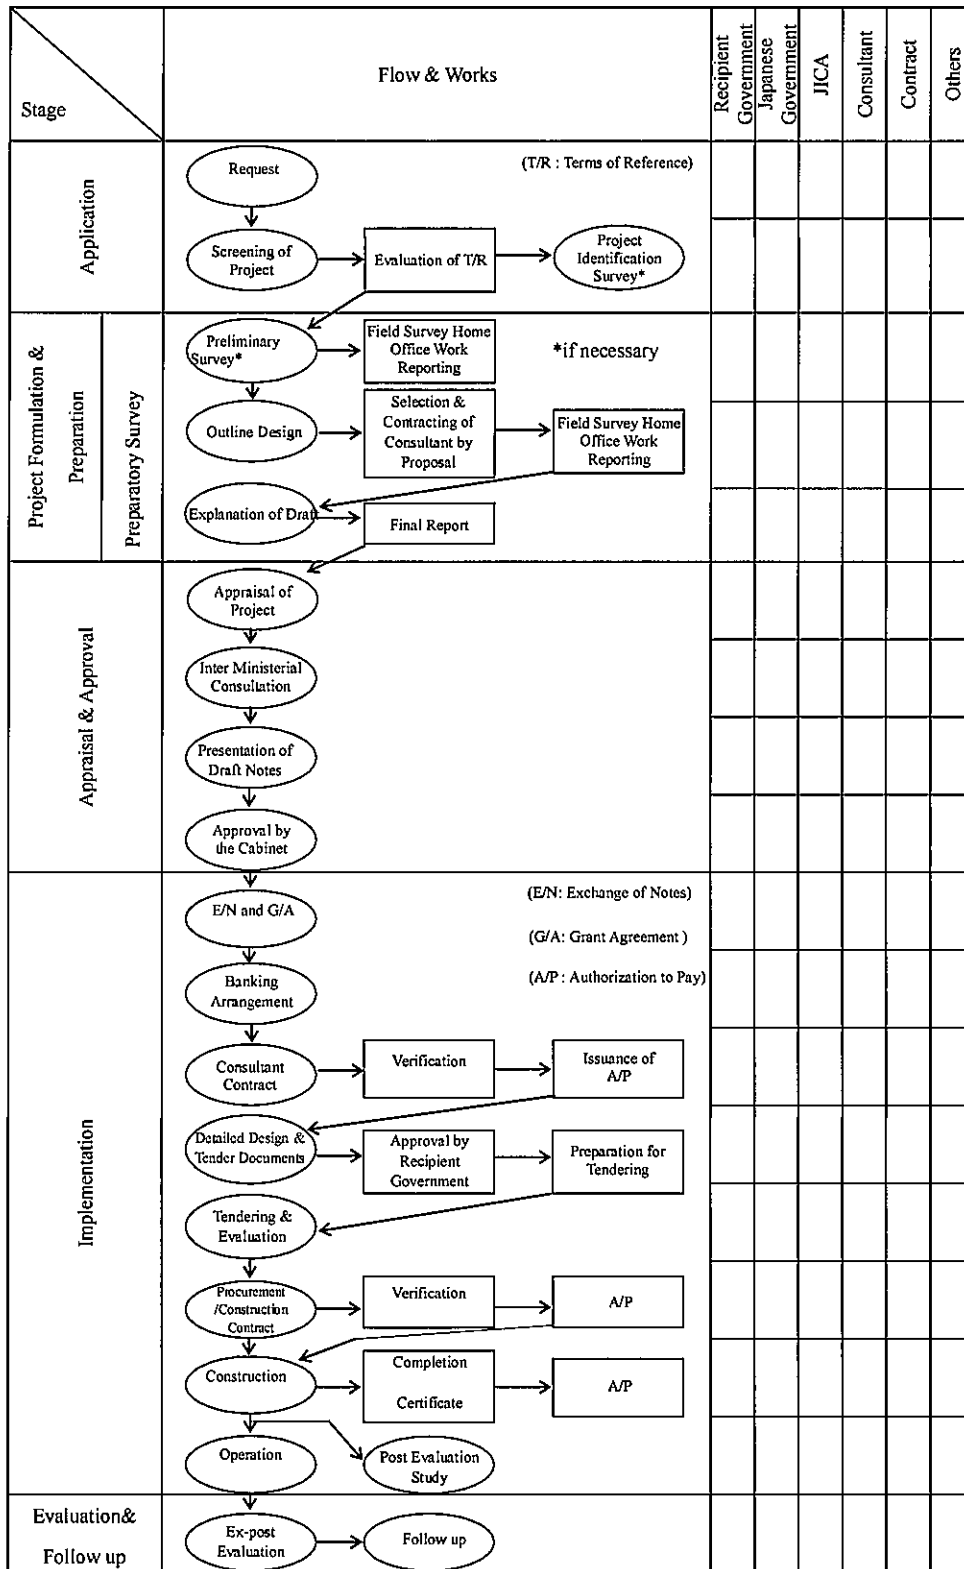 Stage
Flow & Works
Recipient
Government
Japanese
Government
JICA
Consultant
Contract
Others
Application
Request
(T/R : Terms of Reference)
Screening of
Project
Evaluation of T/R
Project
Identification
Survey*
Project Formulation &
Preparation
Preparatory Survey
Preliminary
Survey*
Field Survey Home
Office Work
Reporting
*if necessary
Outline Design
Selection &
Contracting of
Consultant by
Proposal
Field Survey Home
Office Work
Reporting
Explanation of Draft
Final Report
Appraisal & Approval
Appraisal of
Project
Inter Ministerial
Consultation
Presentation of
Draft Notes
Approval by
the Cabinet
Implementation
E/N and G/A
(E/N: Exchange of Notes)
(G/A: Grant Agreement )
(A/P : Authorization to Pay)
Banking
Arrangement
Consultant
Contract
Verification
Issuance of
A/P
Detailed Design &
Tender Documents
Approval by
Recipient
Government
Preparation for
Tendering
Tendering &
Evaluation
Procurement
/Construction
Contract
Verification
A/P
Construction
Completion
Certificate
A/P
Operation
Post Evaluation
Study
Evaluation&
Follow up
Ex-post
Evaluation
Follow up